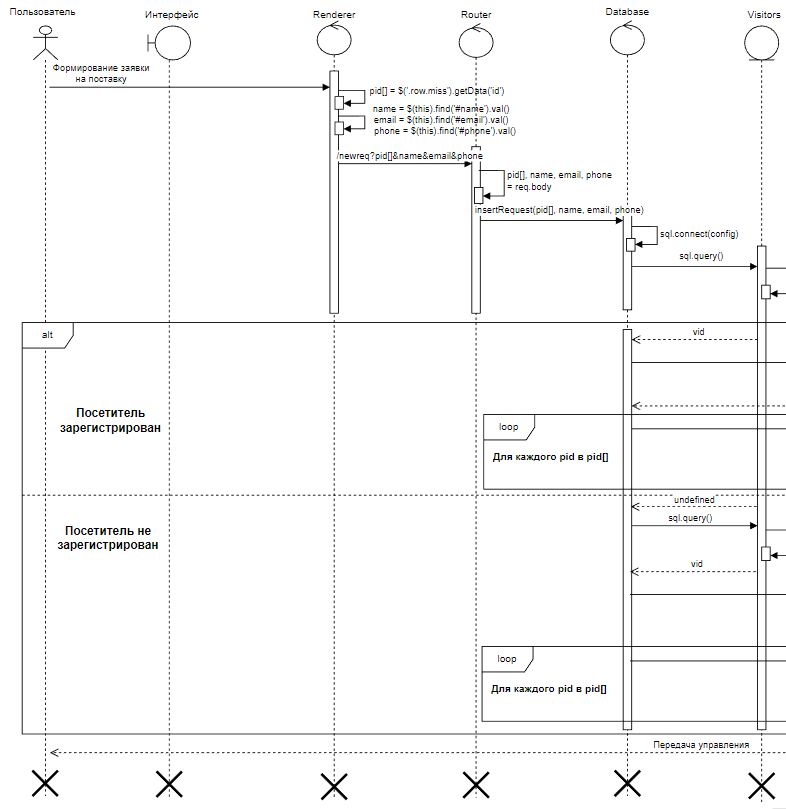 Пользователь
Интерфейс
Renderer
Router
Database
Visitors
Формирование заявки
на поставку
pid[] = $('.row.miss').getData('id')
name = $(this).find('#name').val()
email = $(this).find('#email').val()
phone = $(this).find('#phone').val()
/newreq?pid[]&name&email&phone
pid[], name, email, phone
= req.body
insertRequest(pid[], name, email, phone)
sql.connect(config)
sql.query()
alt
vid
Посетитель
зарегистрирован
loop
Для каждого pid в pid[]
undefined
sql.query()
Посетитель не
зарегистрирован
vid
loop
Для каждого pid в pid[]
Передача управления